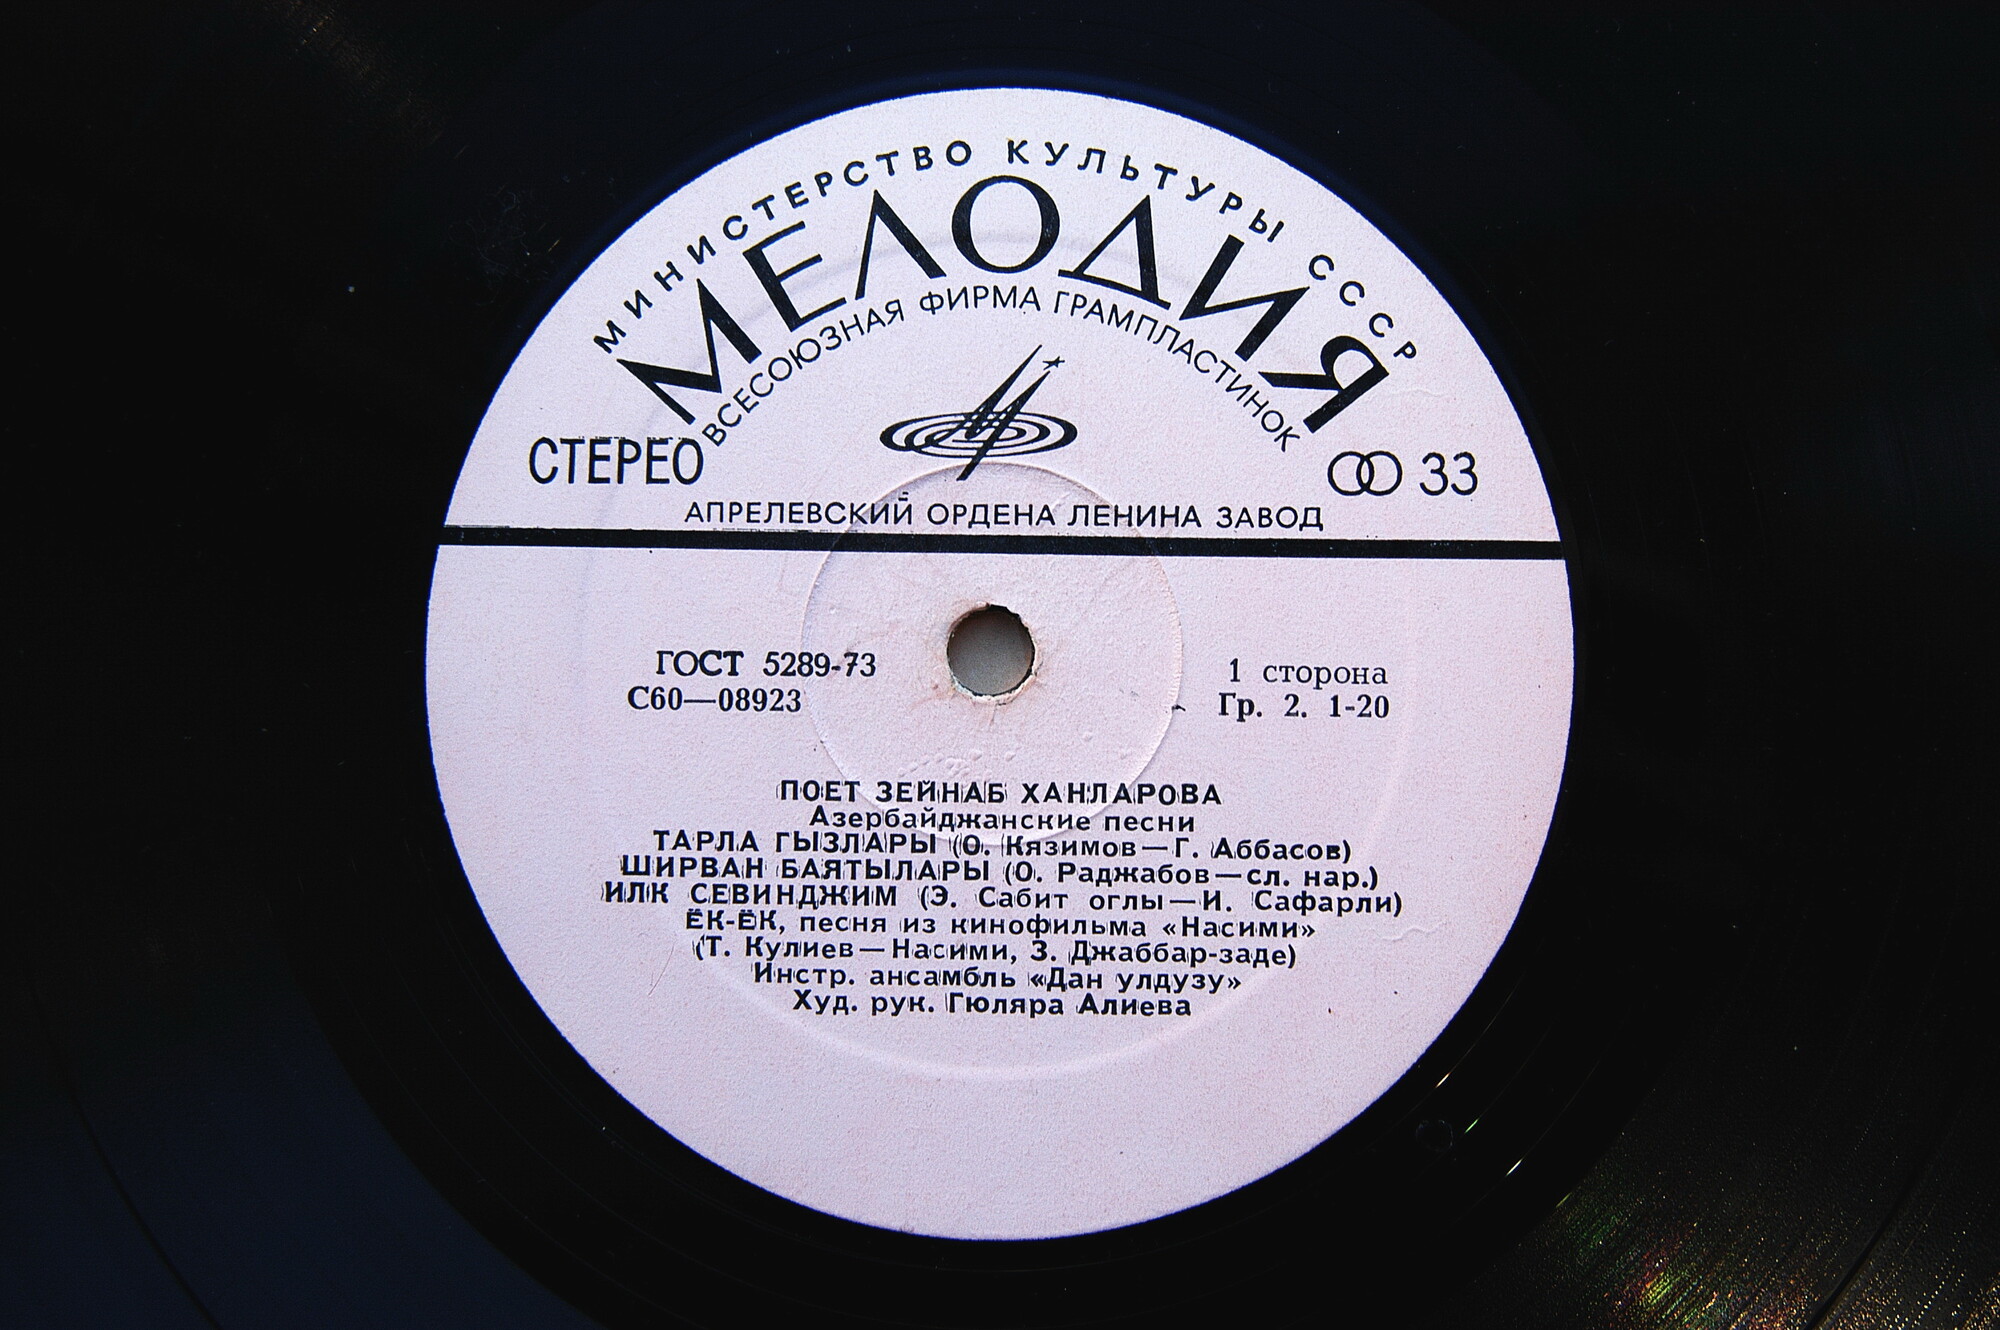 МИНИСТЕРСТВО КУЛЬТУРЫ СССР
МЕЛОДИЯ
ВСЕСОЮЗНАЯ ФИРМА ГРАМПЛАСТИНОК
СТЕРЕО
33
АПРЕЛЕВСКИЙ ОРДЕНА ЛЕНИНА ЗАВОД
ГОСТ 5289-73
С60—08923
1 сторона
Гр. 2. 1-20
ПОЕТ ЗЕЙНАБ ХАНЛАРОВА
Азербайджанские песни
ТАРЛА ГЫЗЛАРЫ (О. Кязимов—Г. Аббасов)
ШИРВАН БАЯТЫЛАРЫ (О. Раджабов—сл. нар.)
ИЛК СЕВИНДЖИМ (Э. Сабит оглы—И. Сафарли)
ЁК-ЁК, песня из кинофильма «Насими»
(Т. Кулиев—Насими, З. Джаббар-заде)
Инстр. ансамбль «Дан улдузу»
Худ. рук. Гюляра Алиева